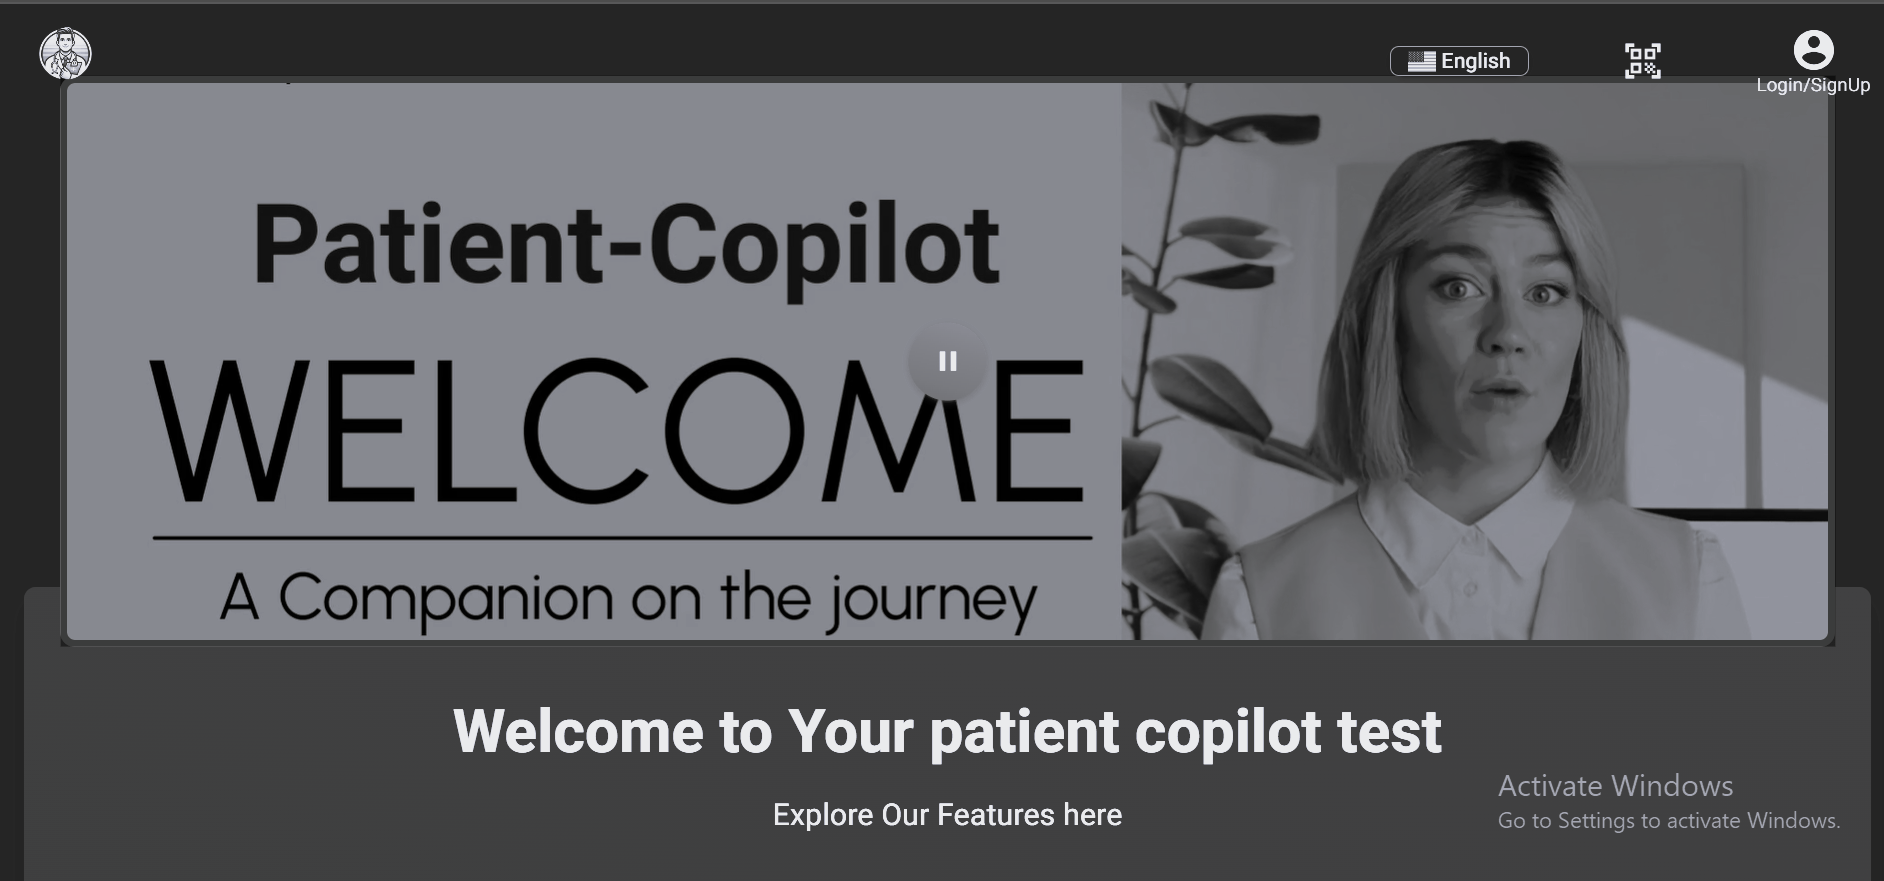 English
Login/SignUp
Patient-Copilot
WELCOME
A Companion on the journey
Welcome to Your patient copilot test
Explore Our Features here
Activate Windows
Go to Settings to activate Windows.